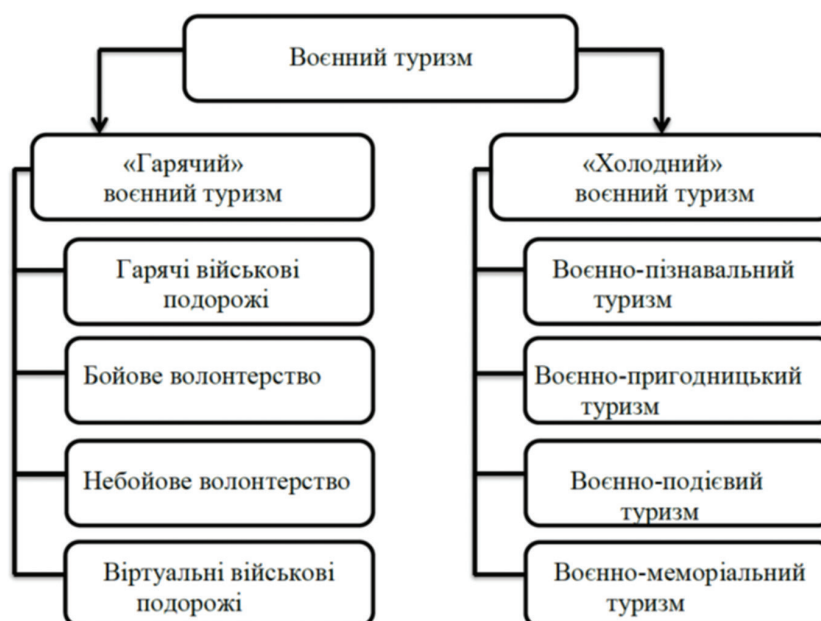 Воєнний туризм
«Гарячий»
воєнний туризм
Гарячі військові
подорожі
Бойове волонтерство
Небойове волонтерство
Віртуальні військові
подорожі
«Холодний»
воєнний туризм
Воєнно-пізнавальний
туризм
Воєнно-пригодницький
туризм
Воєнно-подієвий
туризм
Воєнно-меморіальний
туризм